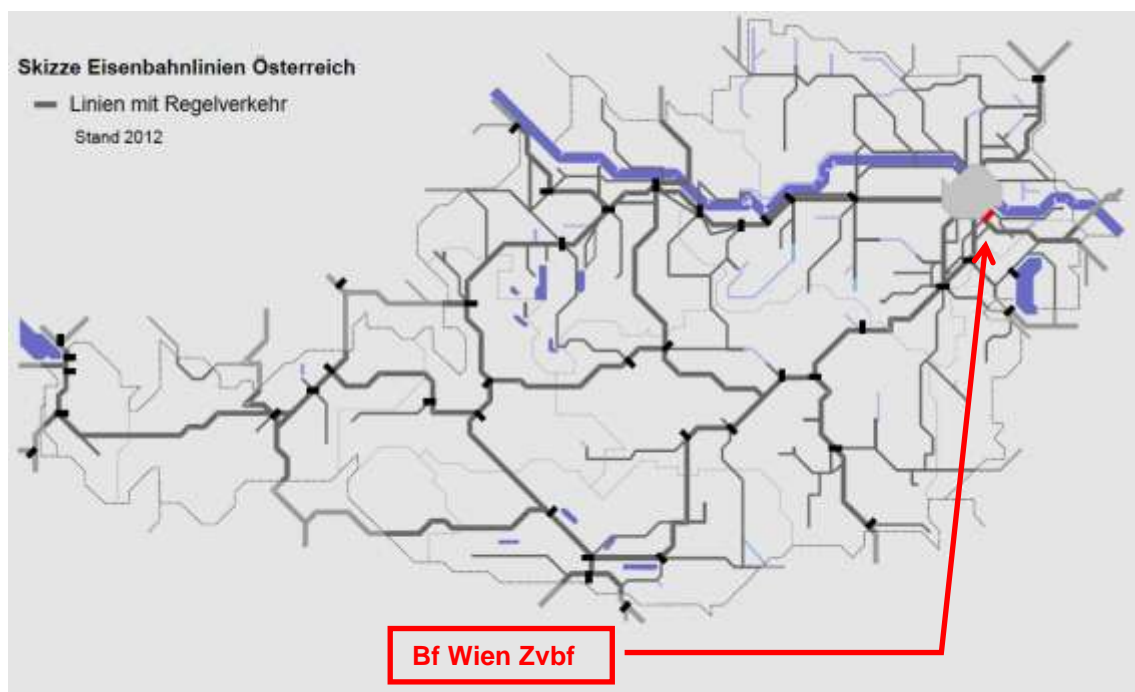 Skizze Eisenbahnlinien Österreich
Linien mit Regelverkehr
Stand 2012
Bf Wien Zvbf